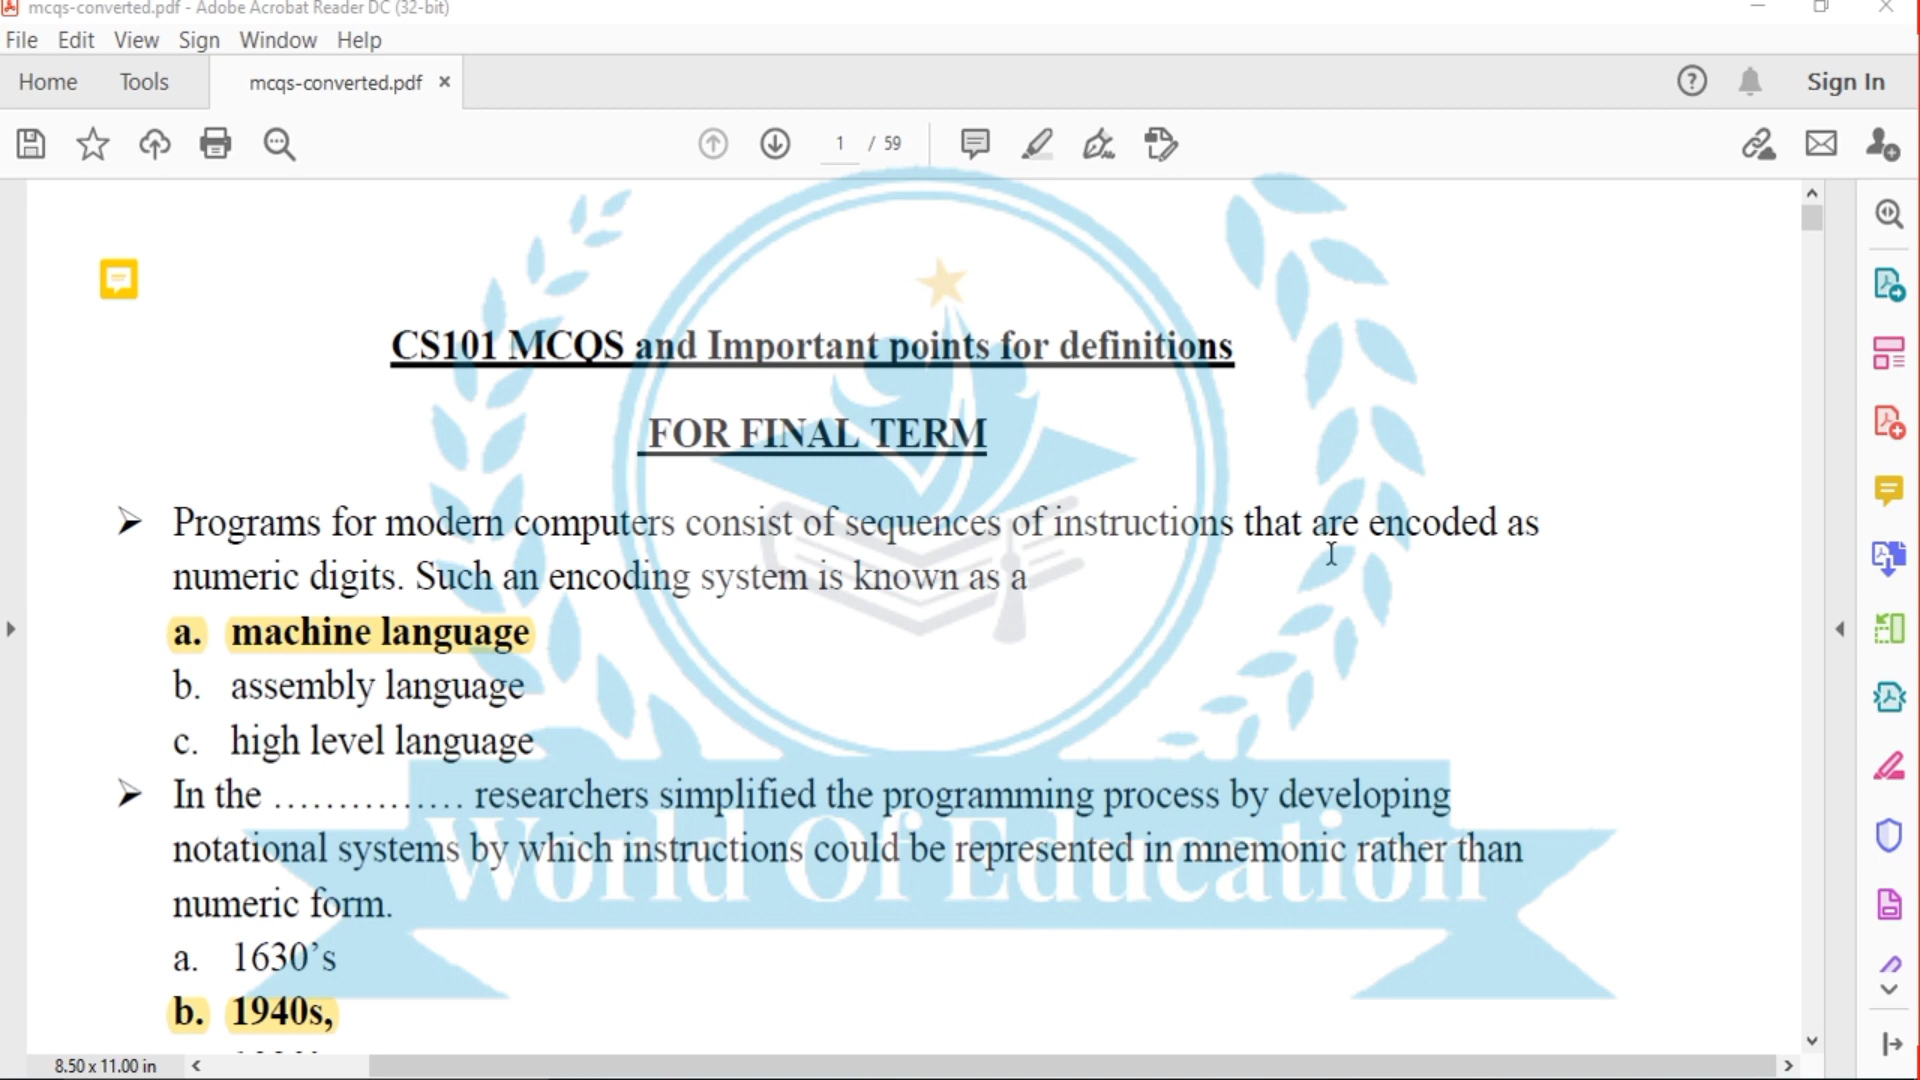 mcqs-converted.pdf - Adobe Acrobat Reader DC (32-bit)
File Edit View Sign Window Help
Home Tools mcqs-converted.pdf × Sign In
1 / 59
CS101 MCQS and Important points for definitions
FOR FINAL TERM
➢ Programs for modern computers consist of sequences of instructions that are encoded as
numeric digits. Such an encoding system is known as a
a. machine language
b. assembly language
c. high level language
➢ In the …………… researchers simplified the programming process by developing
notational systems by which instructions could be represented in mnemonic rather than
numeric form.
World Of Education
a. 1630’s
b. 1940s,
8.50 x 11.00 in